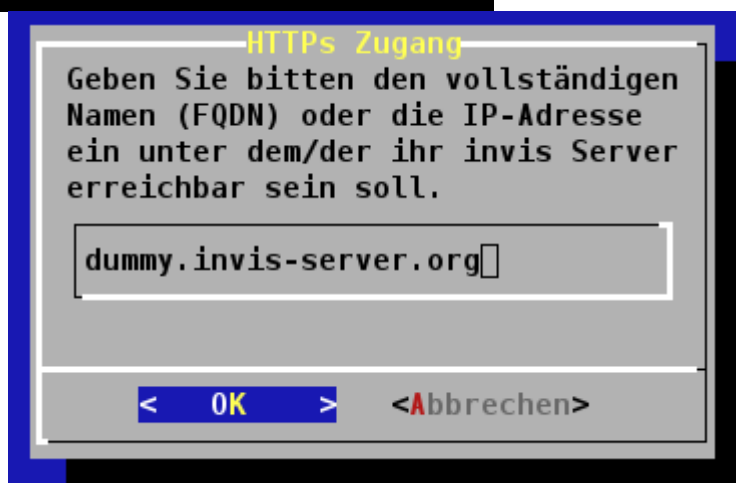 HTTPs Zugang
Geben Sie bitten den vollständigen
Namen (FQDN) oder die IP-Adresse
ein unter dem/der ihr invis Server
erreichbar sein soll.
dummy.invis-server.org
< OK > <Abbrechen>